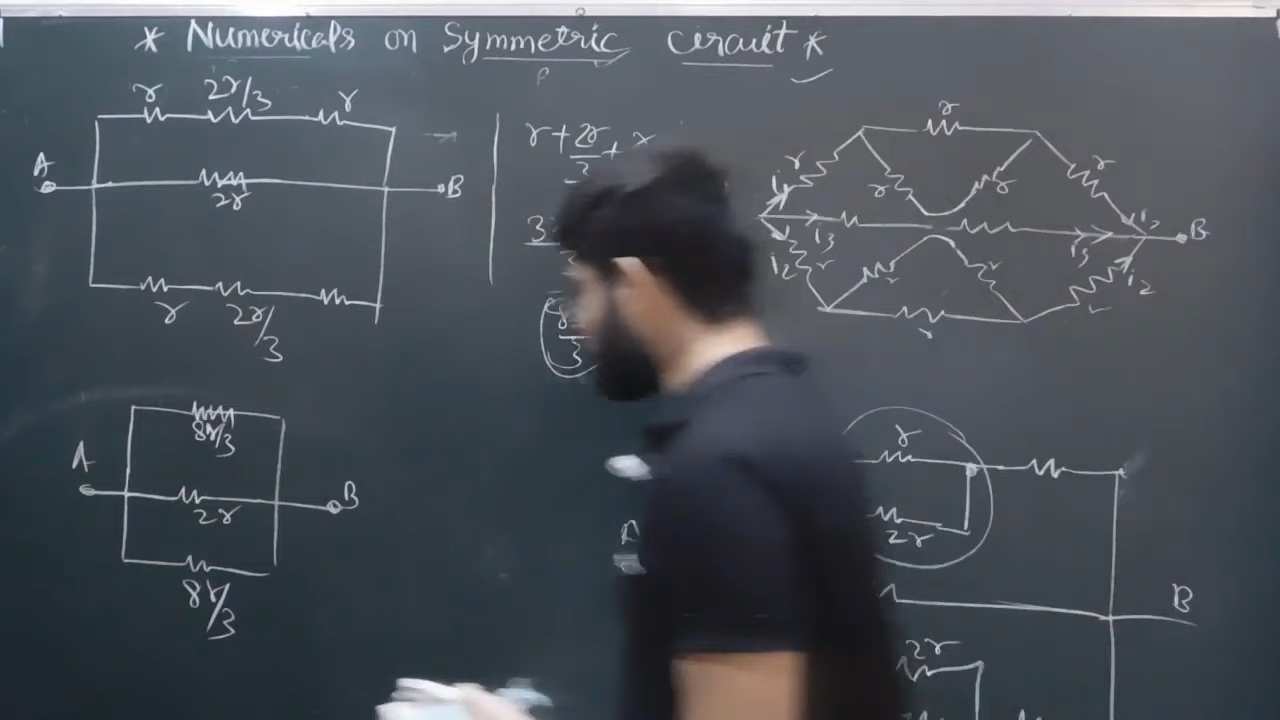 * Numericals on Symmetric circuit *
r 2r/3 r
A
2r
B
r 2r/3
A
8r/3
2r
B
8r/3
r + 2r/3 +
3
r
r r r r
i1
i3 i3 B
i2 r r r r i2
r
r
2r
B
2r